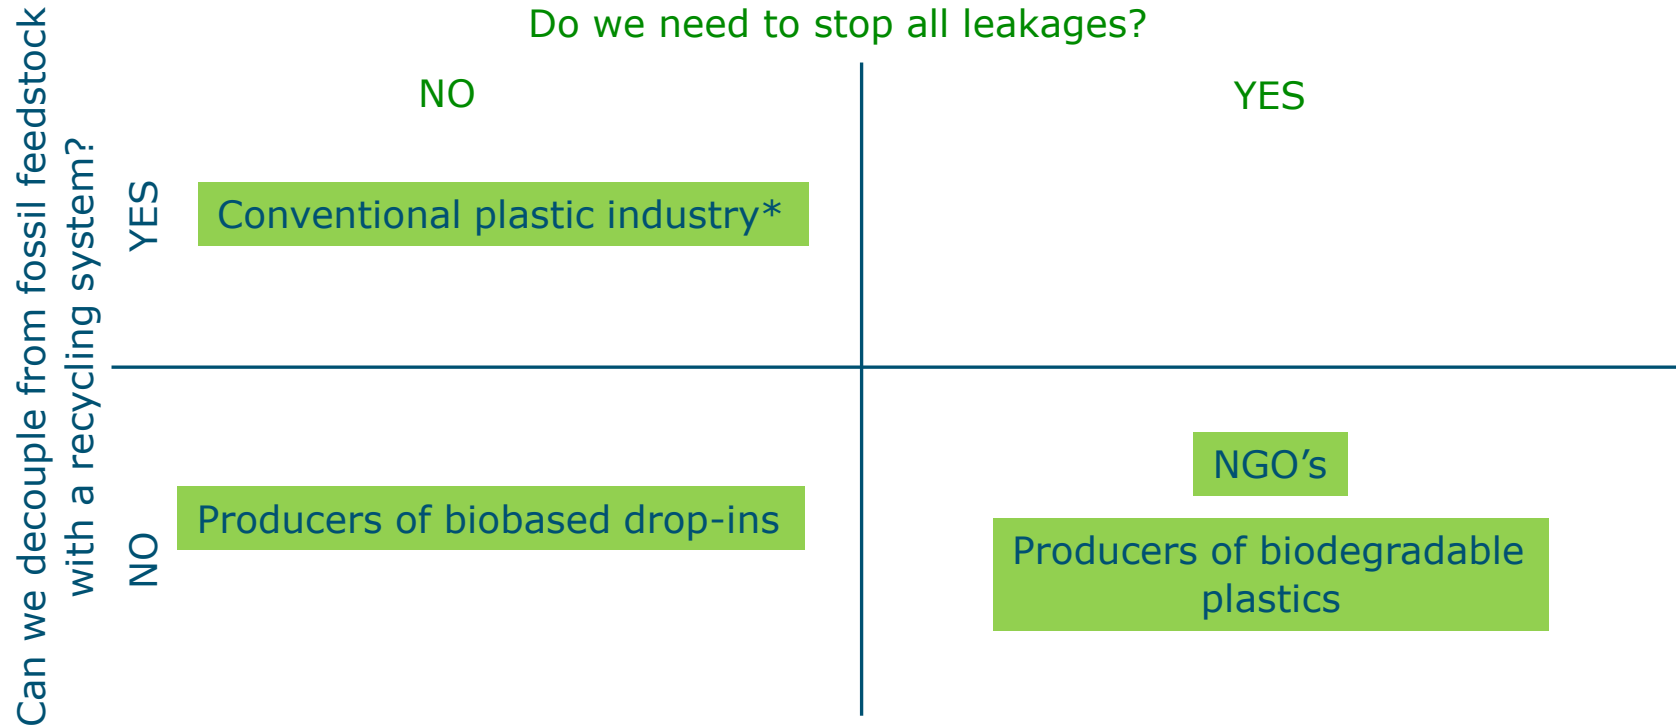 Do we need to stop all leakages?
NO
YES
Can we decouple from fossil feedstock
with a recycling system?
YES
Conventional plastic industry*
NO
Producers of biobased drop-ins
NGO’s
Producers of biodegradable
plastics